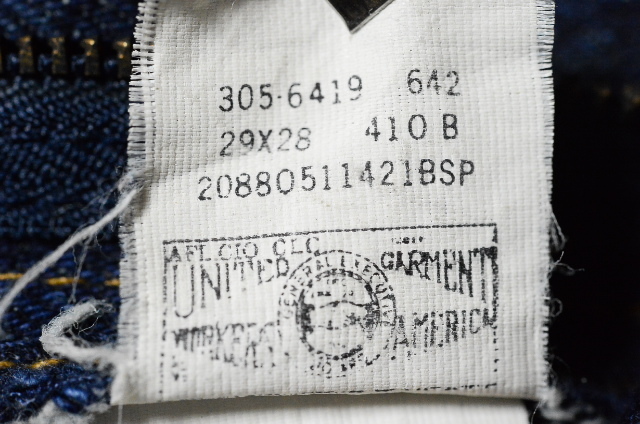 305-6419 642
29X28 410 B
20880511421BSP
AFL CIO CLC
UNITED GARMENT
WORKERS AMERICA